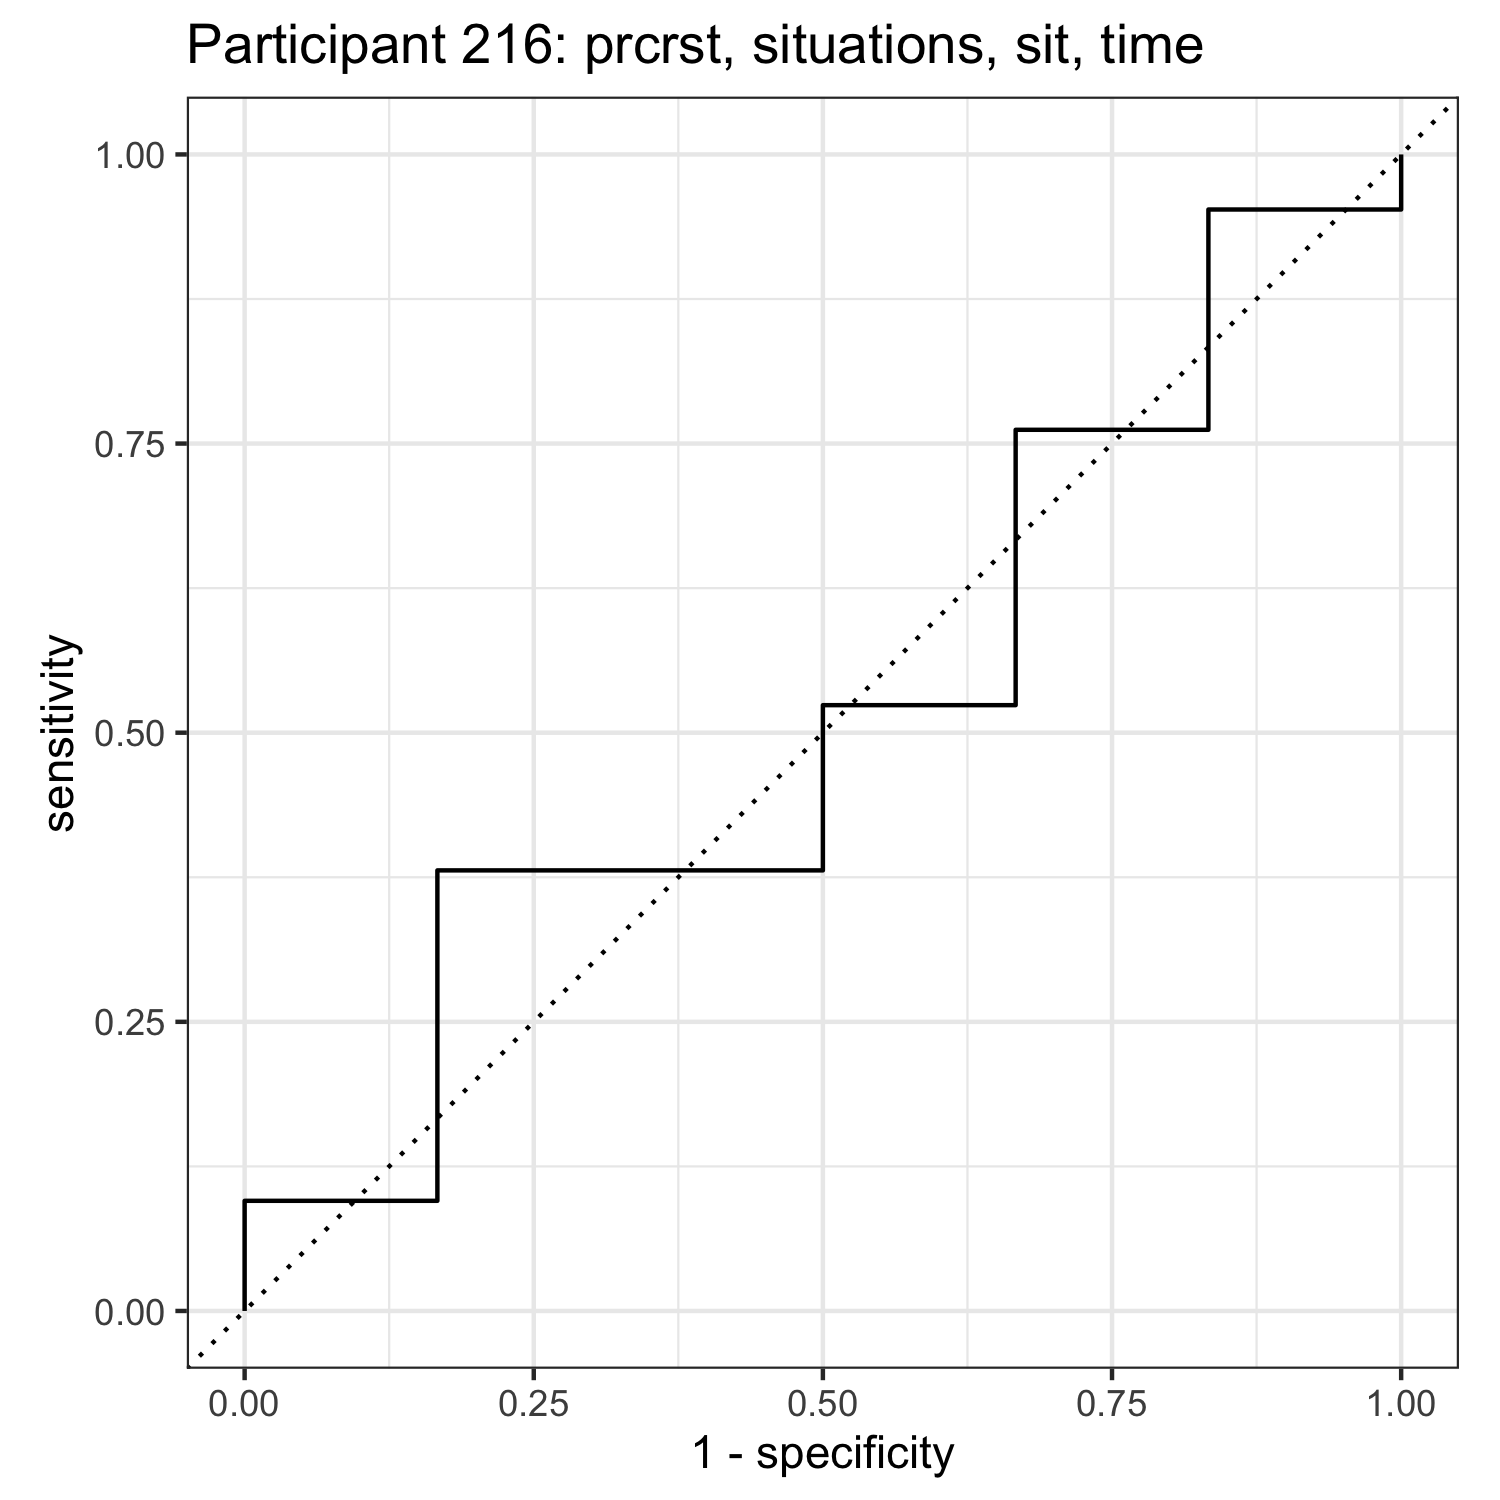 Participant 216: prcrst, situations, sit, time
1.00
0.75
0.50
0.25
0.00
sensitivity
0.00 0.25 0.50 0.75 1.00
1 - specificity